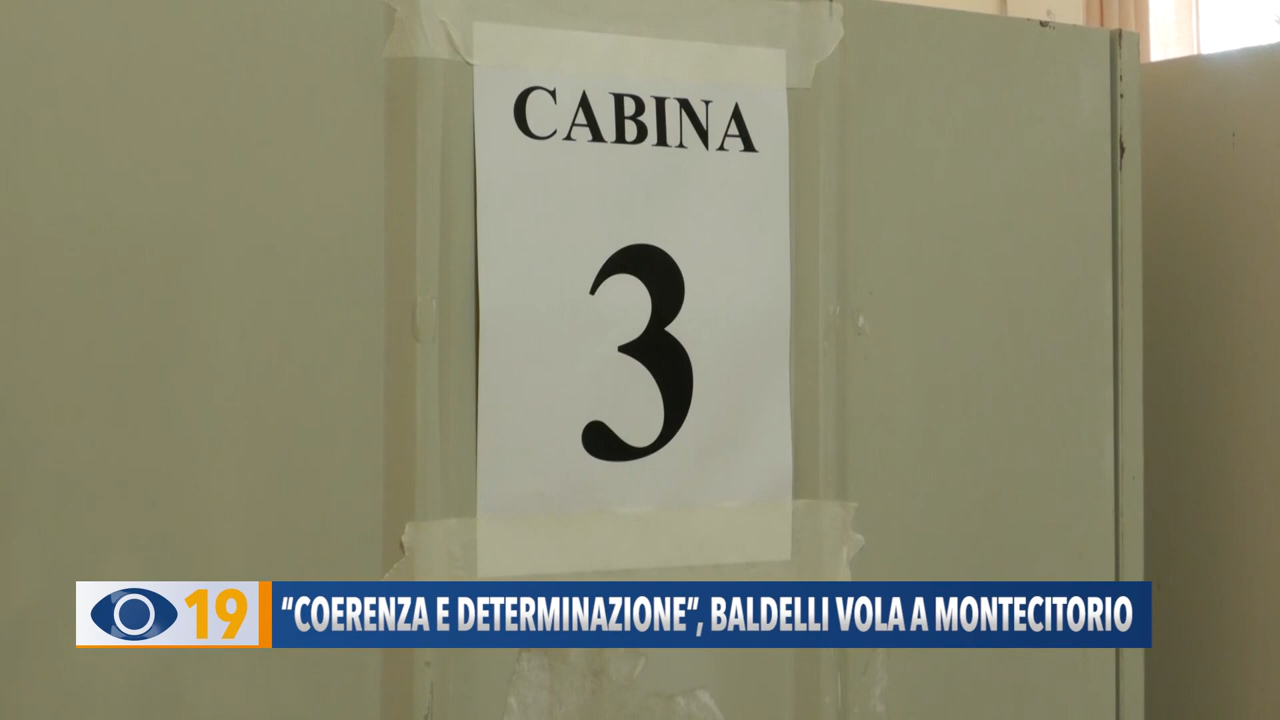 CABINA
3
19
“COERENZA E DETERMINAZIONE”, BALDELLI VOLA A MONTECITORIO